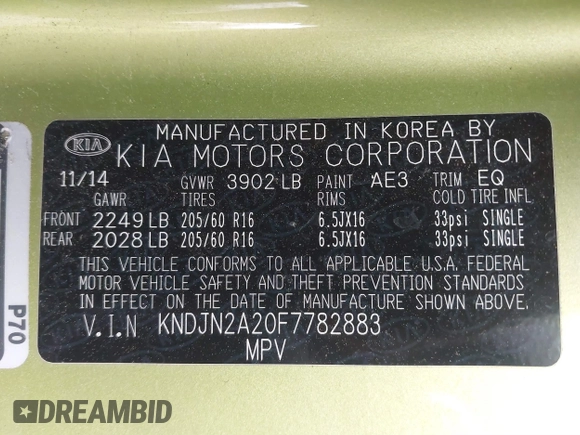 MANUFACTURED IN KOREA BY
KIA KIA MOTORS CORPORATION
11/14 GVWR 3902 LB PAINT AE3 TRIM EQ
GAWR TIRES RIMS COLD TIRE INFL
FRONT 2249 LB 205/60 R16 6.5JX16 33psi SINGLE
REAR 2028 LB 205/60 R16 6.5JX16 33psi SINGLE
THIS VEHICLE CONFORMS TO ALL APPLICABLE U.S.A. FEDERAL
MOTOR VEHICLE SAFETY AND THEFT PREVENTION STANDARDS
IN EFFECT ON THE DATE OF MANUFACTURE SHOWN ABOVE.
V.I.N KNDJN2A20F7782883
MPV
P70
DREAMBID